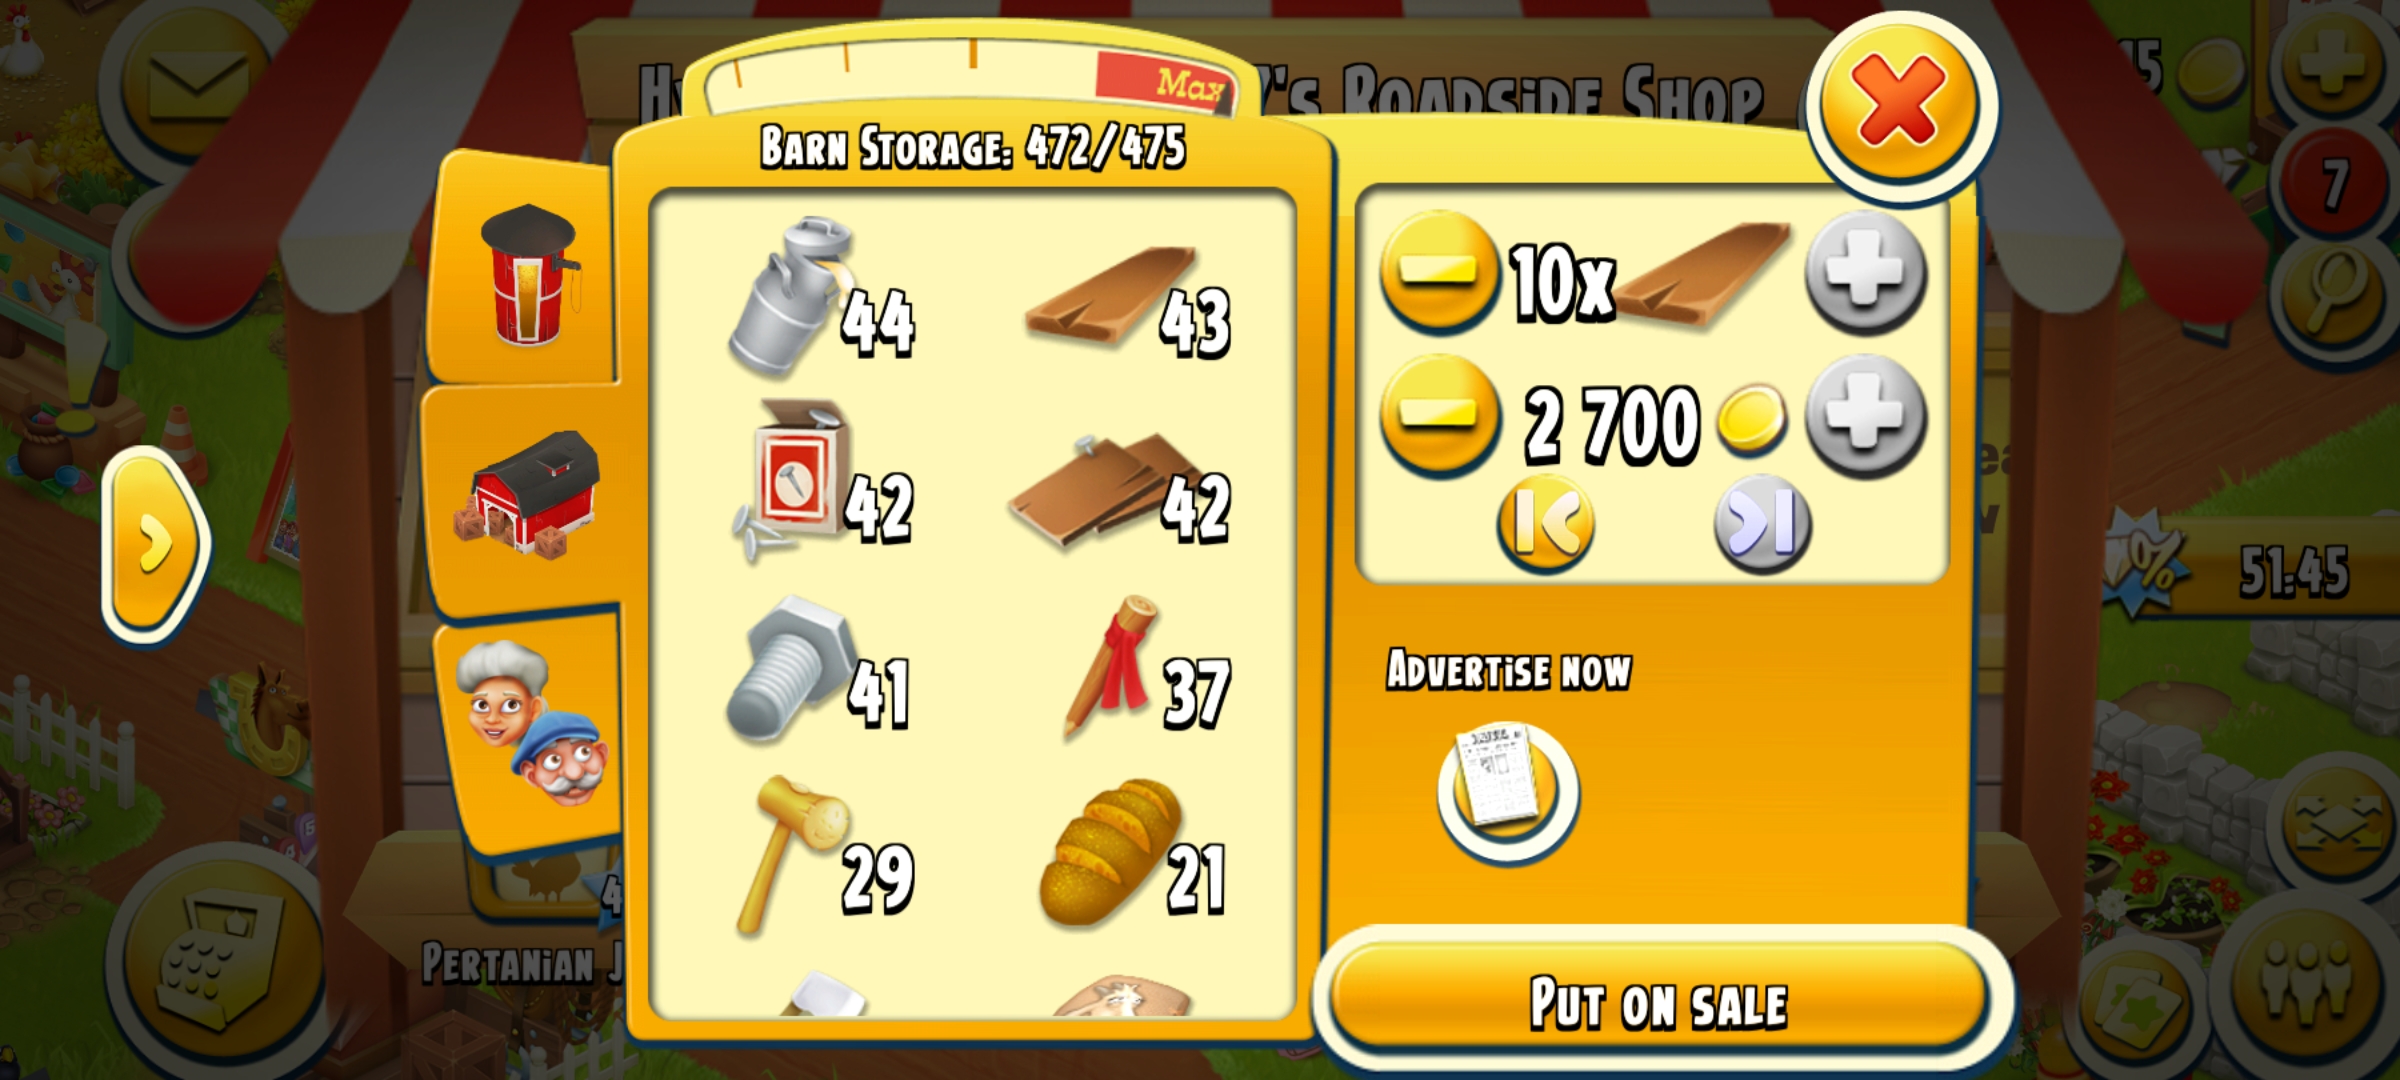 Max
's Roadside Shop
Barn Storage: 472/475
44
43
42
42
41
37
29
21
10x
2 700
Advertise now
Put on sale
7
51:45
Pertanian J